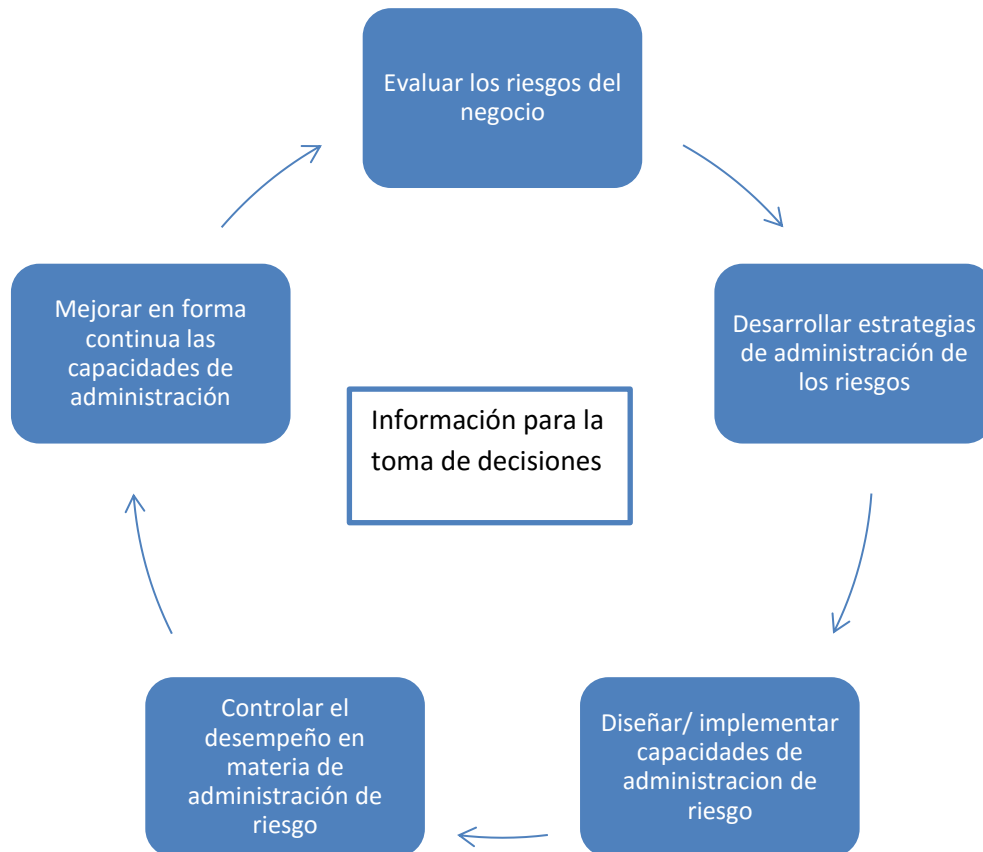 Evaluar los riesgos del
negocio
Desarrollar estrategias
de administración de
los riesgos
Diseñar/ implementar
capacidades de
administracion de
riesgo
Controlar el
desempeño en
materia de
administración de
riesgo
Mejorar en forma
continua las
capacidades de
administración
Información para la
toma de decisiones